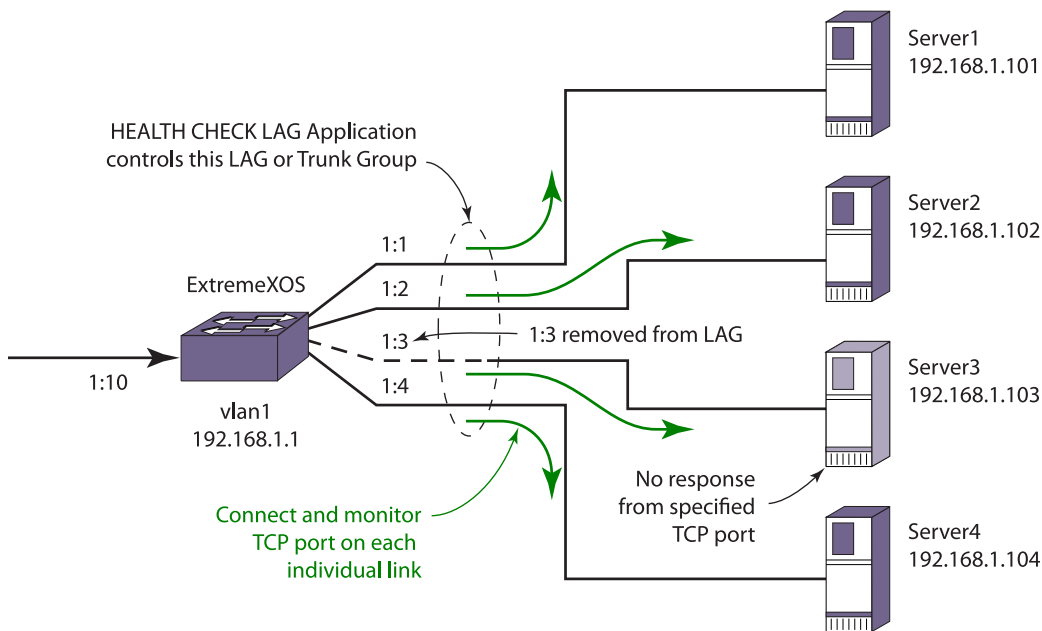 Server1
192.168.1.101
HEALTH CHECK LAG Application
controls this LAG or Trunk Group
Server2
192.168.1.102
1:1
ExtremeXOS
1:2
1:3
1:3 removed from LAG
Server3
192.168.1.103
1:10
1:4
vlan1
192.168.1.1
No response
from specified
TCP port
Connect and monitor
TCP port on each
individual link
Server4
192.168.1.104